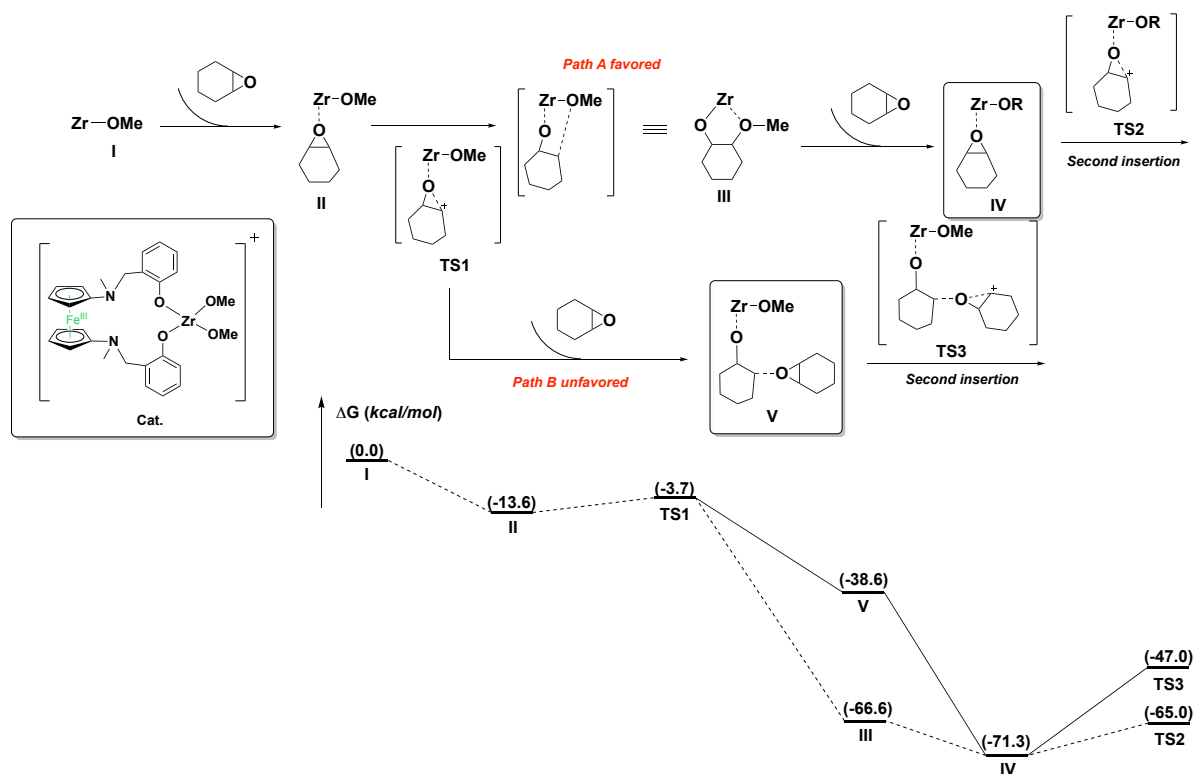 Zr-OMe
I
O
Zr-OMe
O
II
Zr-OMe
O
+
TS1
Path A favored
Zr-OMe
O
Zr
O
O-Me
III
O
Zr-OR
O
IV
Zr-OR
O
+
TS2
Second insertion
+
Fe^III
N
N
O
O
Zr
OMe
OMe
Cat.
O
Path B unfavored
Zr-OMe
O
O
V
Zr-OMe
O
O
+
TS3
Second insertion
ΔG (kcal/mol)
(0.0)
I
(-13.6)
II
(-3.7)
TS1
(-38.6)
V
(-66.6)
III
(-71.3)
IV
(-47.0)
TS3
(-65.0)
TS2